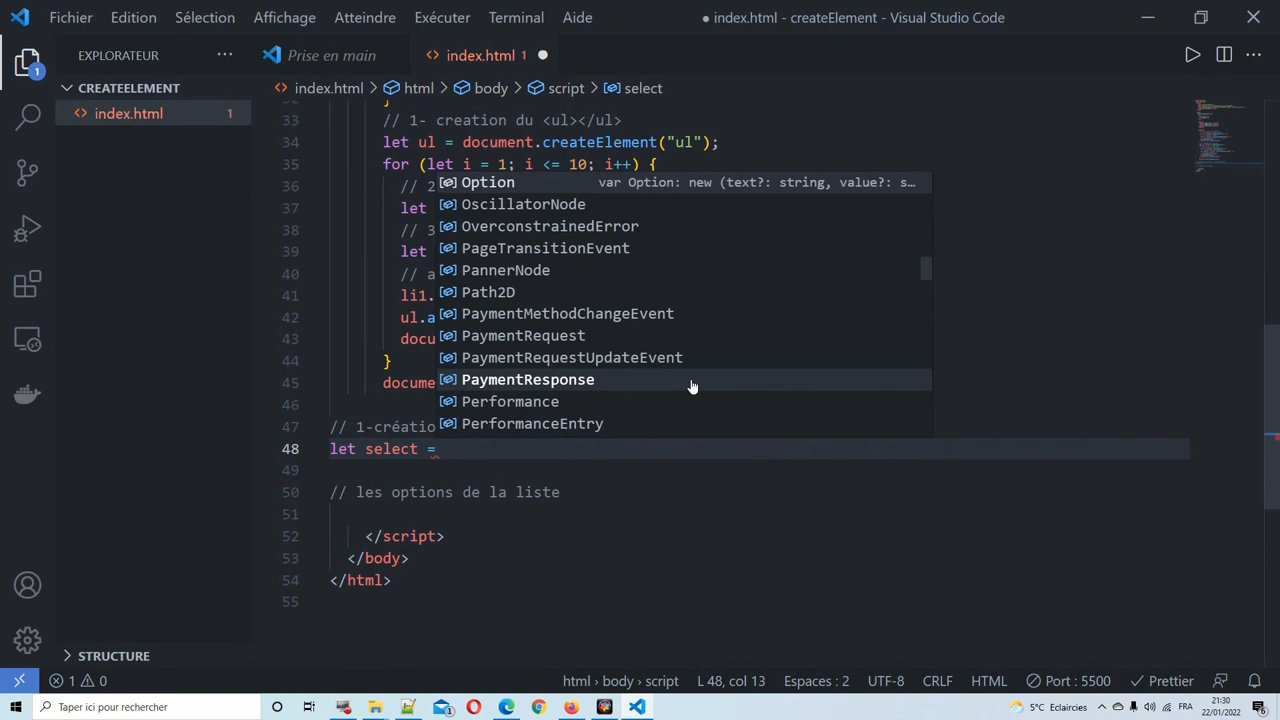 Fichier Edition Sélection Affichage Atteindre Exécuter Terminal Aide
● index.html - createElement - Visual Studio Code
EXPLORATEUR ···
Prise en main
index.html 1 ●
CREATEELEMENT
index.html 1
index.html > html > body > script > select
32 }
33 // 1- creation du <ul></ul>
34 let ul = document.createElement("ul");
35 for (let i = 1; i <= 10; i++) {
36 // 2
37 let
38 // 3
39 let
40 // a
41 li1.
42 ul.a
43 docu
44 }
45 docume
46
47 // 1-créatio
48 let select =
49
50 // les options de la liste
51
52 </script>
53 </body>
54 </html>
55
Option var Option: new (text?: string, value?: s…
OscillatorNode
OverconstrainedError
PageTransitionEvent
PannerNode
Path2D
PaymentMethodChangeEvent
PaymentRequest
PaymentRequestUpdateEvent
PaymentResponse
Performance
PerformanceEntry
1
STRUCTURE
1 0
html › body › script
L 48, col 13
Espaces : 2
UTF-8
CRLF
HTML
Port : 5500
Prettier
Taper ici pour rechercher
1
5°C Eclaircies
FRA
21:30
22/01/2022
6